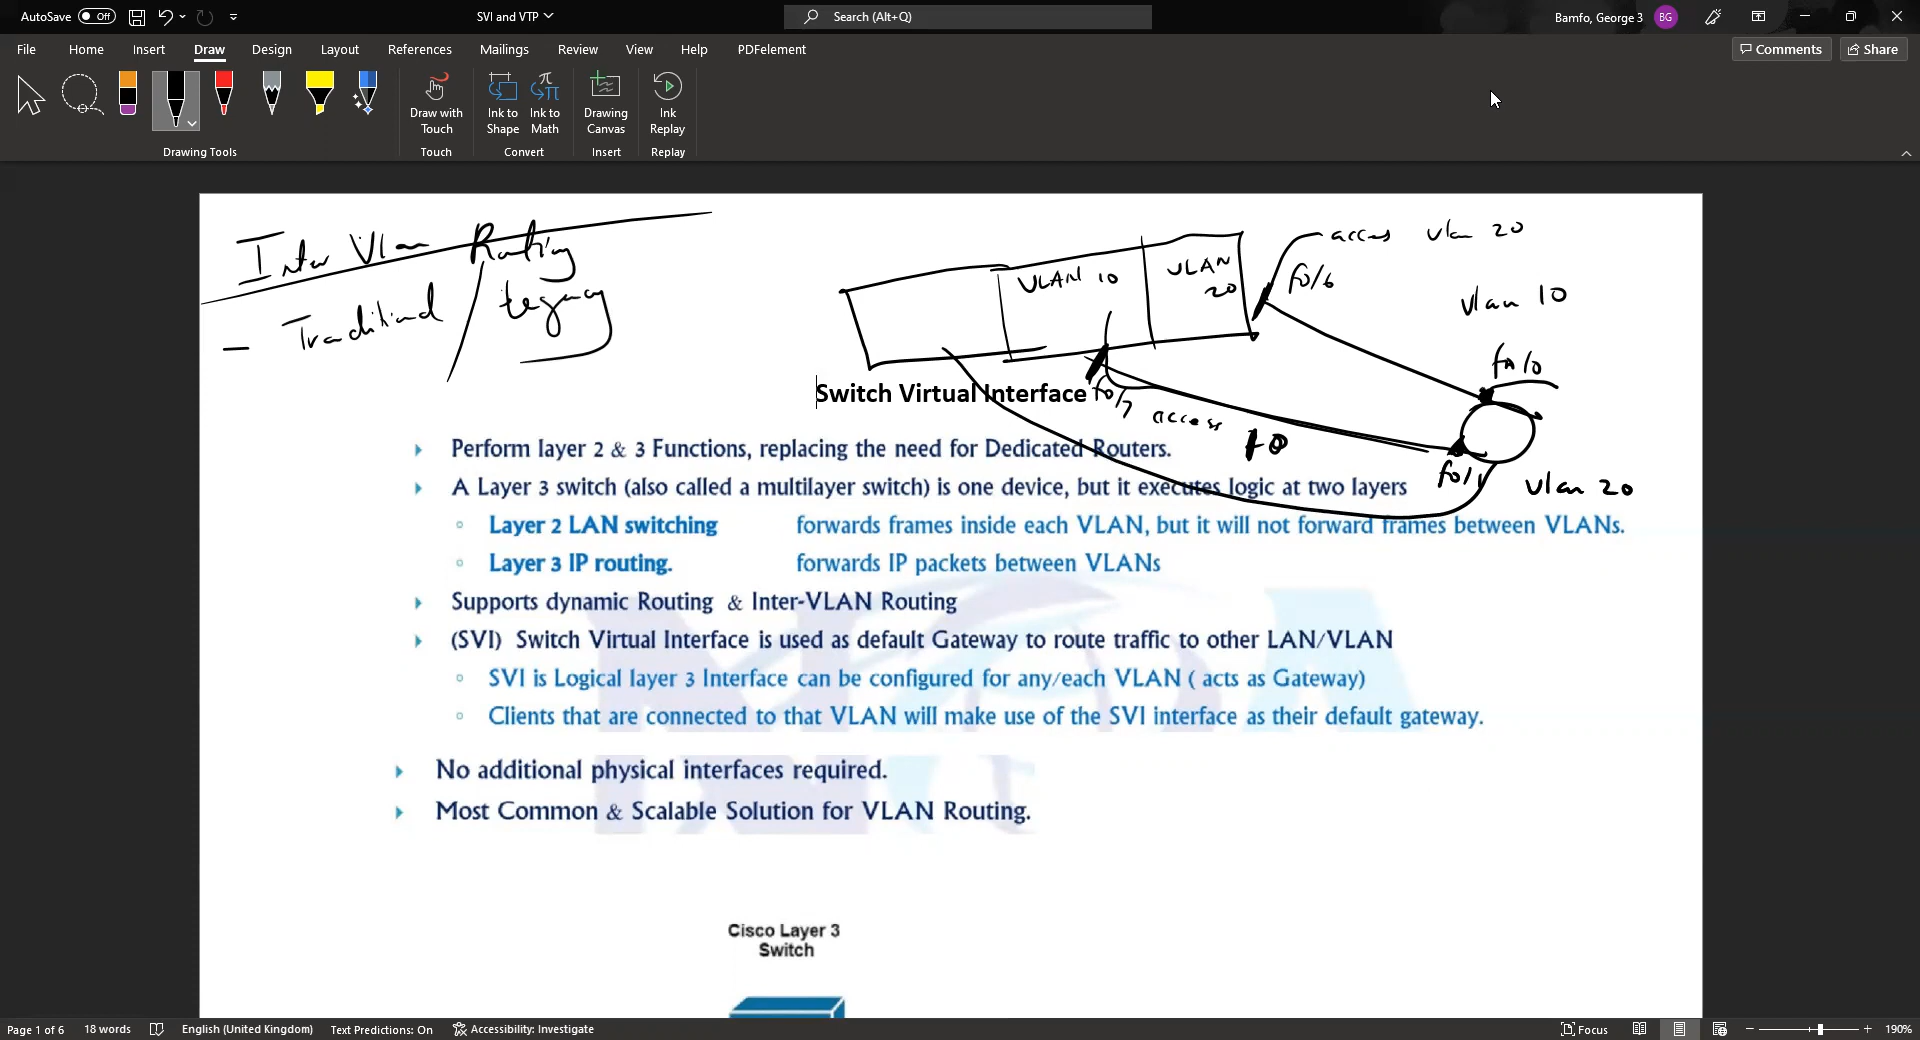 AutoSave Off
SVI and VTP
Search (Alt+Q)
Bamfo, George 3
BG
File Home Insert Draw Design Layout References Mailings Review View Help PDFelement
Comments Share
Draw with Touch
Ink to Shape
Ink to Math
Drawing Canvas
Ink Replay
Drawing Tools
Touch
Convert
Insert
Replay
Inter Vlan Routing
- Traditional / legacy
VLAN 10
VLAN 20
acces vlan 20
f0/6
vlan 10
fa/0
f0/7
access 10
f0/1
vlan 20
Switch Virtual Interface
Perform layer 2 & 3 Functions, replacing the need for Dedicated Routers.
A Layer 3 switch (also called a multilayer switch) is one device, but it executes logic at two layers
Layer 2 LAN switching forwards frames inside each VLAN, but it will not forward frames between VLANs.
Layer 3 IP routing. forwards IP packets between VLANs
Supports dynamic Routing & Inter-VLAN Routing
(SVI) Switch Virtual Interface is used as default Gateway to route traffic to other LAN/VLAN
SVI is Logical layer 3 Interface can be configured for any/each VLAN ( acts as Gateway)
Clients that are connected to that VLAN will make use of the SVI interface as their default gateway.
No additional physical interfaces required.
Most Common & Scalable Solution for VLAN Routing.
Cisco Layer 3
Switch
Page 1 of 6 18 words English (United Kingdom) Text Predictions: On Accessibility: Investigate Focus 190%